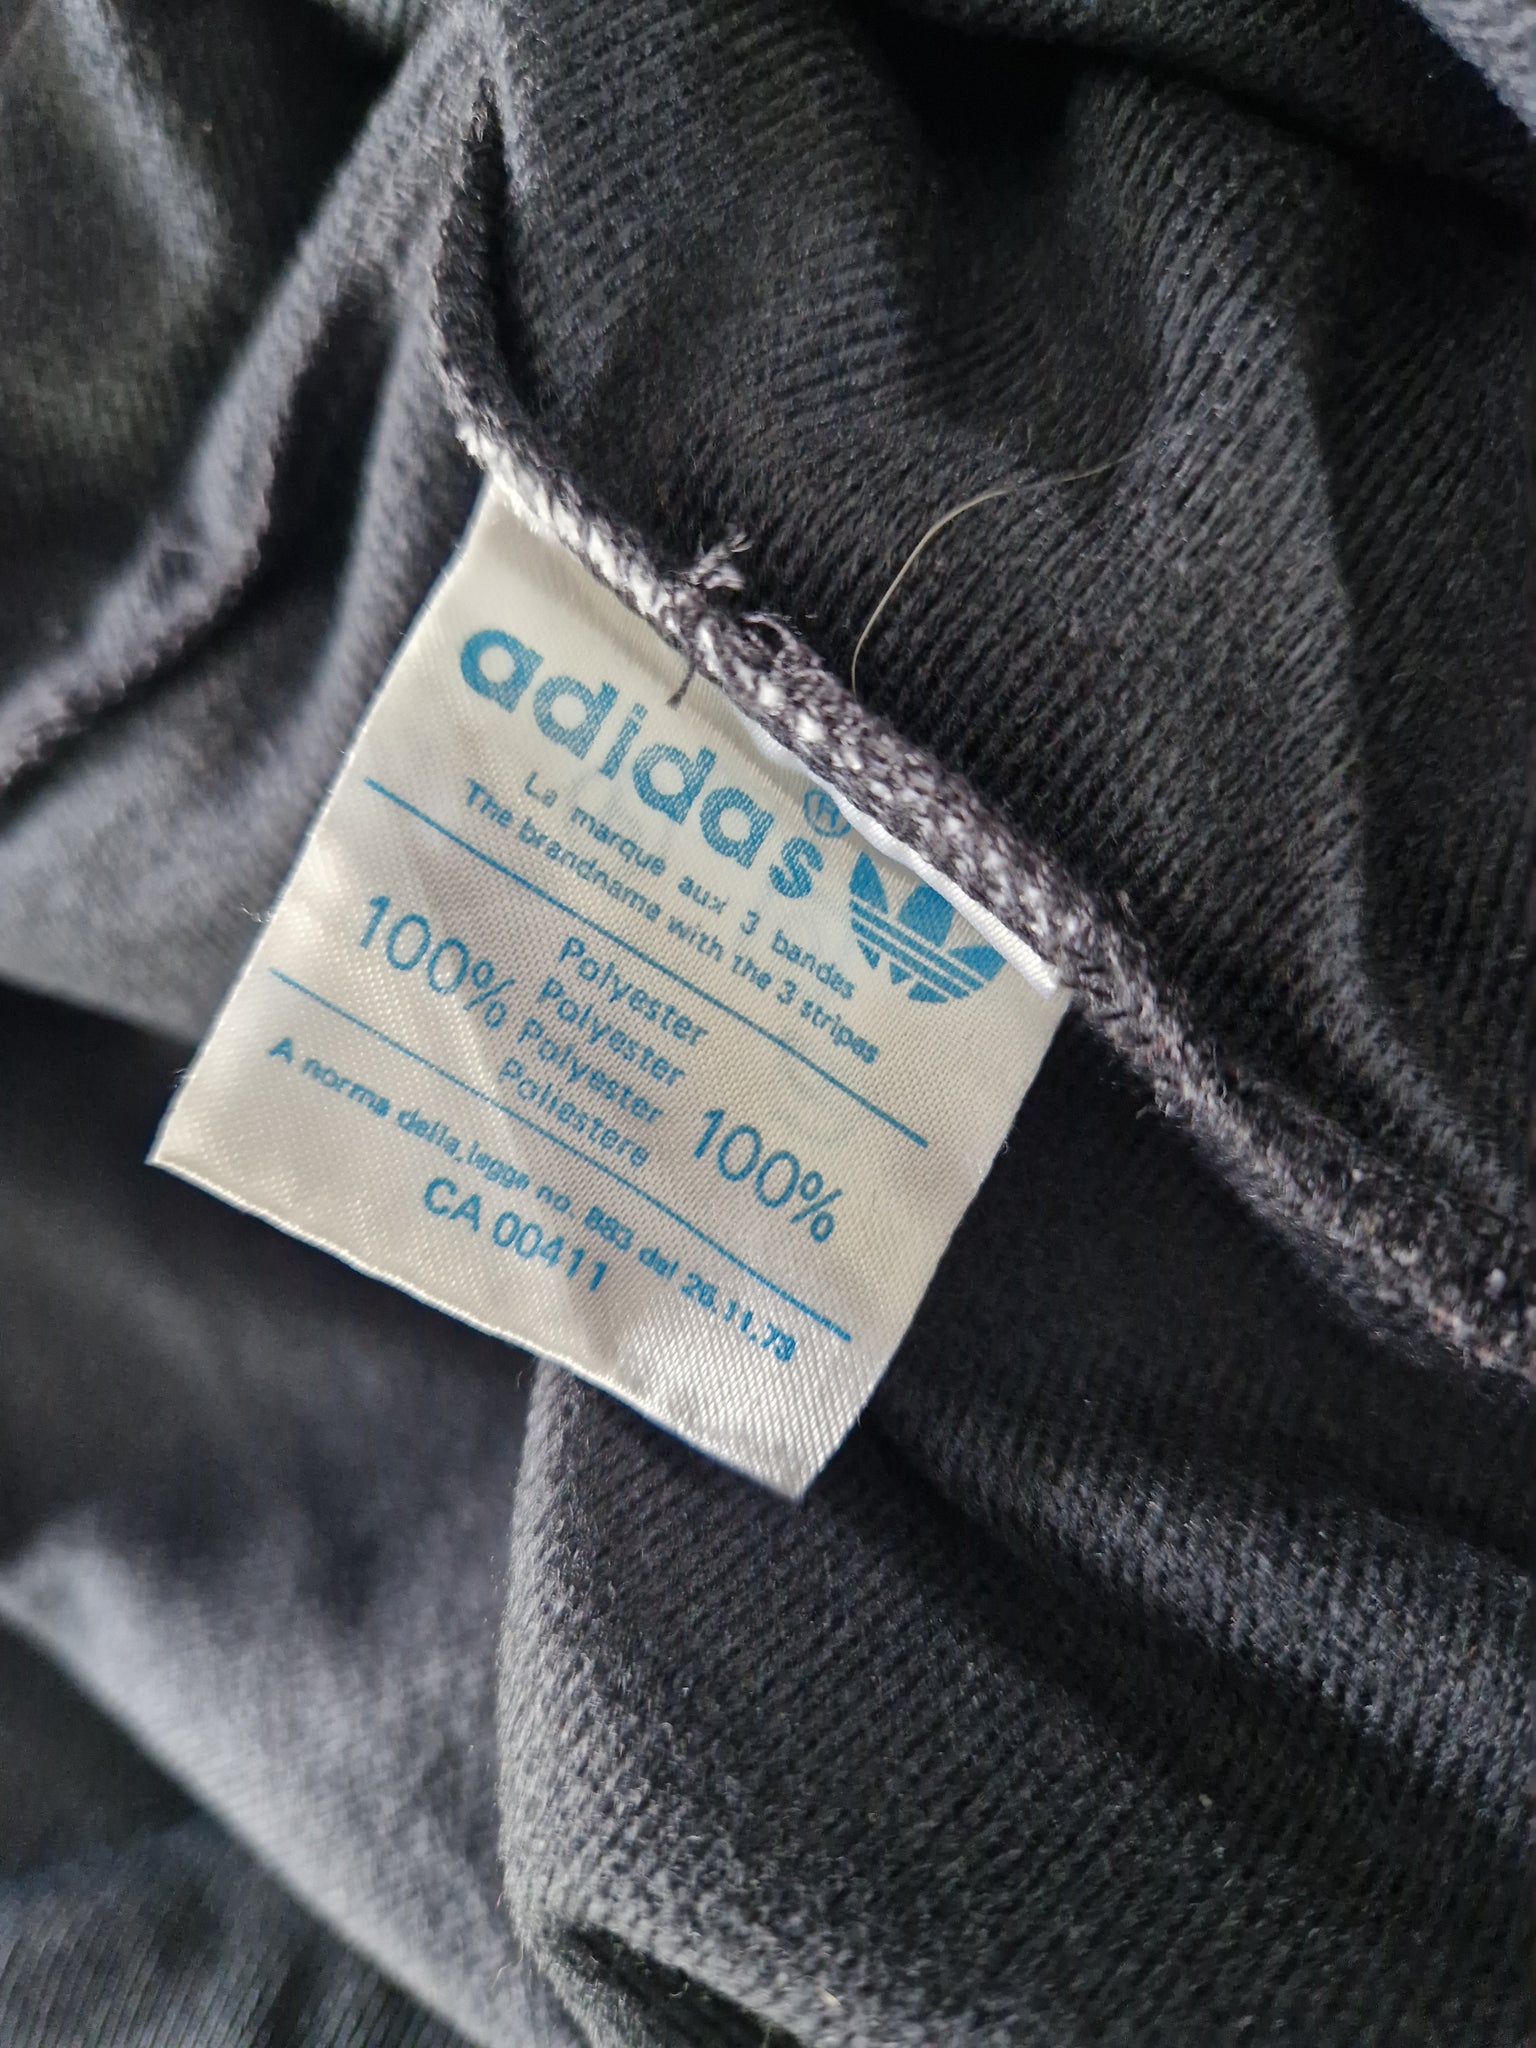 adidas®
La marque aux 3 bandes
The brandname with the 3 stripes
Polyester
Polyester
100% Polyester 100%
Poliestere
A norma della legge no. 883 del 26.11.73
CA 00411